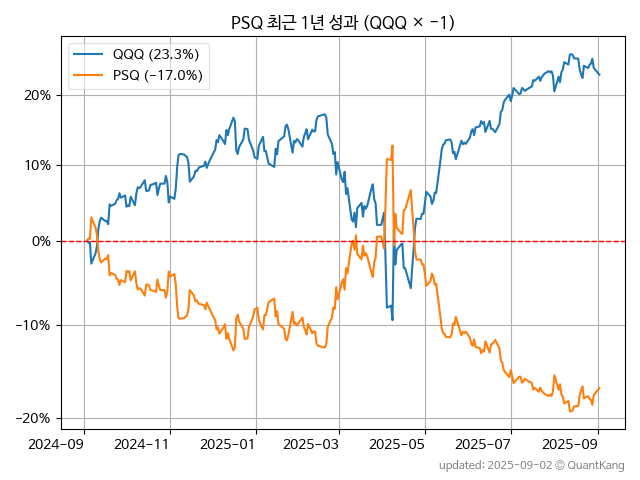 PSQ 최근 1년 성과 (QQQ × −1)
QQQ (23.3%)
PSQ (−17.0%)
20%
10%
0%
−10%
−20%
2024-09 2024-11 2025-01 2025-03 2025-05 2025-07 2025-09
updated: 2025-09-02 © QuantKang